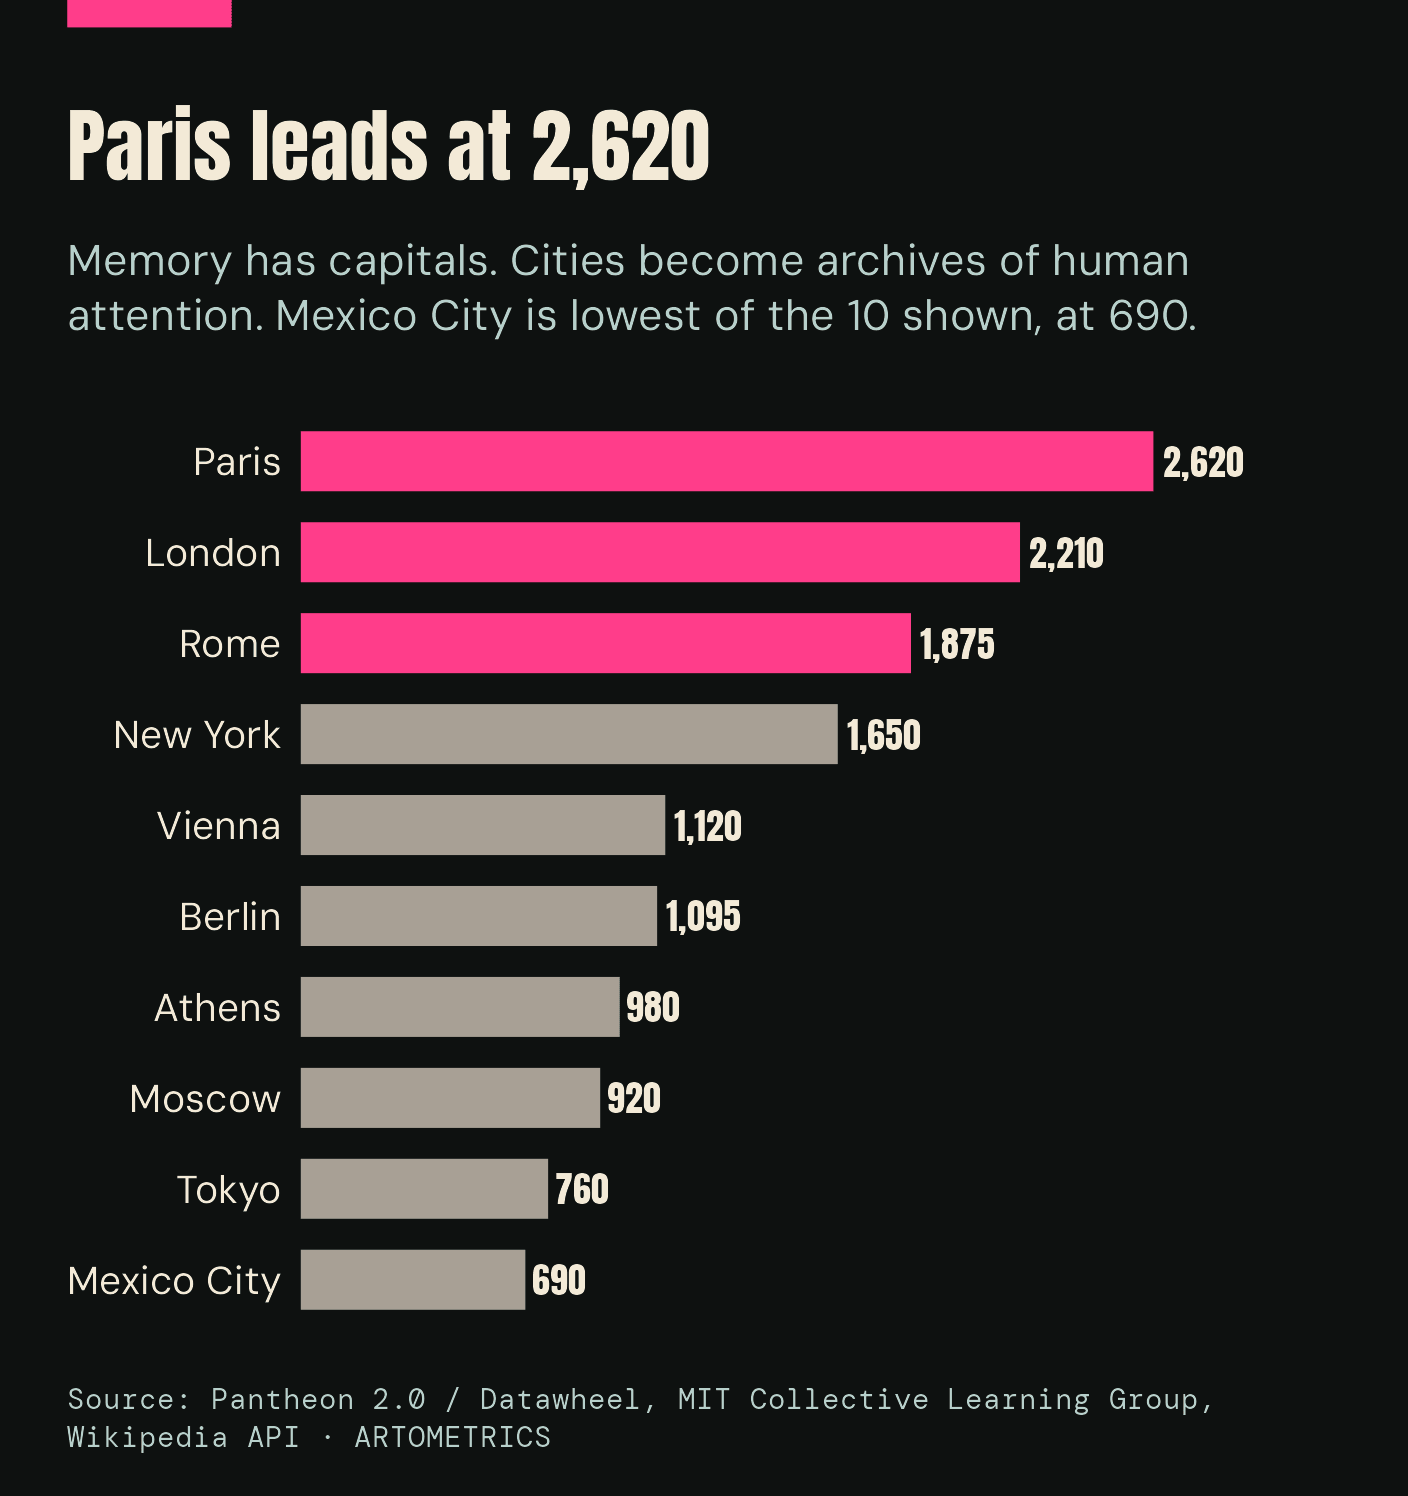 Paris leads at 2,620
Memory has capitals. Cities become archives of human
attention. Mexico City is lowest of the 10 shown, at 690.
Paris 2,620
London 2,210
Rome 1,875
New York 1,650
Vienna 1,120
Berlin 1,095
Athens 980
Moscow 920
Tokyo 760
Mexico City 690
Source: Pantheon 2.0 / Datawheel, MIT Collective Learning Group,
Wikipedia API · ARTOMETRICS